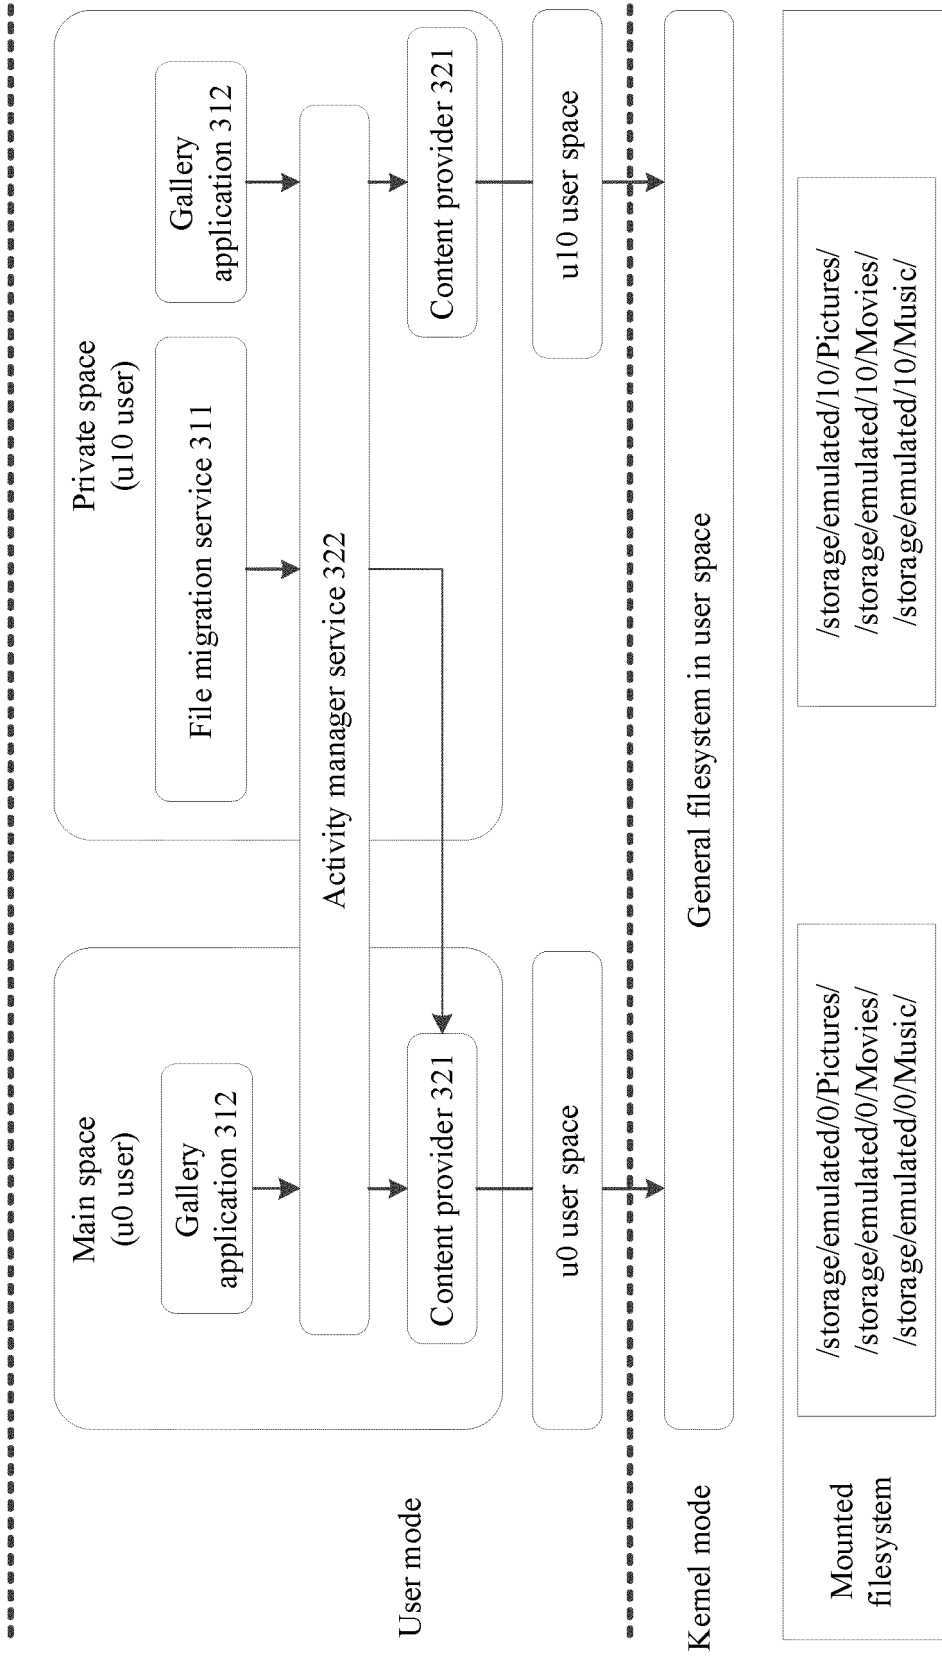 Main space
(u0 user)
Private space
(u10 user)
Gallery
application 312
File migration service 311
Gallery
application 312
Activity manager service 322
User mode
Content provider 321
Content provider 321
u0 user space
u10 user space
Kernel mode
General filesystem in user space
Mounted
filesystem
/storage/emulated/0/Pictures/
/storage/emulated/0/Movies/
/storage/emulated/0/Music/
/storage/emulated/10/Pictures/
/storage/emulated/10/Movies/
/storage/emulated/10/Music/